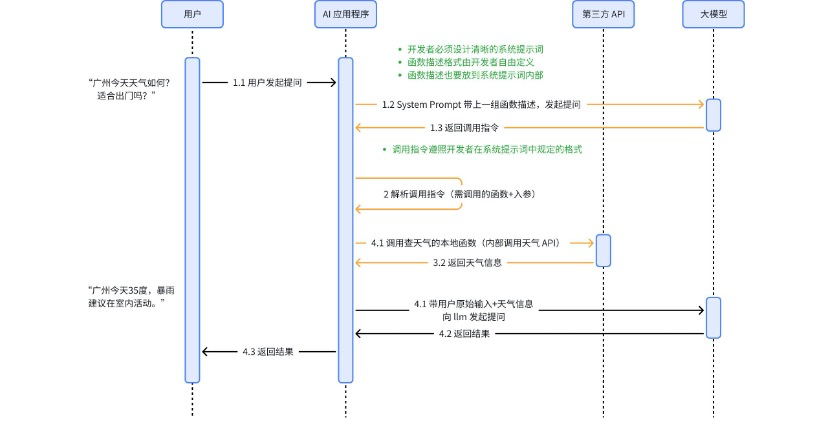 用户
AI 应用程序
第三方 API
大模型
开发者必须设计清晰的系统提示词
函数描述格式由开发者自由定义
函数描述也要放到系统提示词内部
“广州今天天气如何?
适合出门吗? ”
1.1 用户发起提问
1.2 System Prompt 带上一组函数描述，发起提问
1.3 返回调用指令
调用指令遵照开发者在系统提示词中规定的格式
2 解析调用指令（需调用的函数+入参）
4.1 调用查天气的本地函数（内部调用天气 API）
3.2 返回天气信息
“广州今天35度，暴雨
建议在室内活动。”
4.1 带用户原始输入+天气信息
向 llm 发起提问
4.2 返回结果
4.3 返回结果